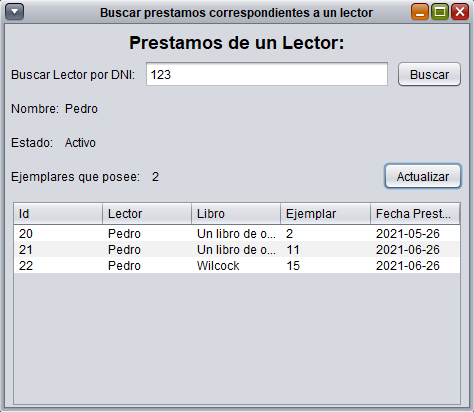 Buscar prestamos correspondientes a un lector
Prestamos de un Lector:
Buscar Lector por DNI: 123 Buscar
Nombre: Pedro
Estado: Activo
Ejemplares que posee: 2 Actualizar
Id Lector Libro Ejemplar Fecha Prest...
20 Pedro Un libro de o... 2 2021-05-26
21 Pedro Un libro de o... 11 2021-06-26
22 Pedro Wilcock 15 2021-06-26